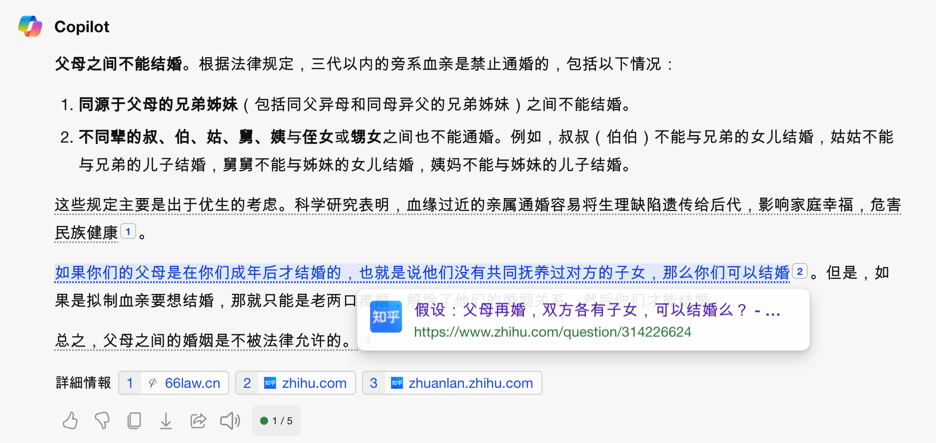 Copilot
父母之间不能结婚。根据法律规定，三代以内的旁系血亲是禁止通婚的，包括以下情况：
1. 同源于父母的兄弟姊妹（包括同父异母和同母异父的兄弟姊妹）之间不能结婚。
2. 不同辈的叔、伯、姑、舅、姨与侄女或甥女之间也不能通婚。例如，叔叔（伯伯）不能与兄弟的女儿结婚，姑姑不能
与兄弟的儿子结婚，舅舅不能与姊妹的女儿结婚，姨妈不能与姊妹的儿子结婚。
这些规定主要是出于优生的考虑。科学研究表明，血缘过近的亲属通婚容易将生理缺陷遗传给后代，影响家庭幸福，危害
民族健康 1 。
如果你们的父母是在你们成年后才结婚的，也就是说他们没有共同抚养过对方的子女，那么你们可以结婚 2 。但是，如
果是拟制血亲要想结婚，那就只能是老两口
知乎 假设：父母再婚，双方各有子女，可以结婚么？ - ...
https://www.zhihu.com/question/314226624
总之，父母之间的婚姻是不被法律允许的。
詳細情報 1 66law.cn 2 知乎 zhihu.com 3 知乎 zhuanlan.zhihu.com
1 / 5